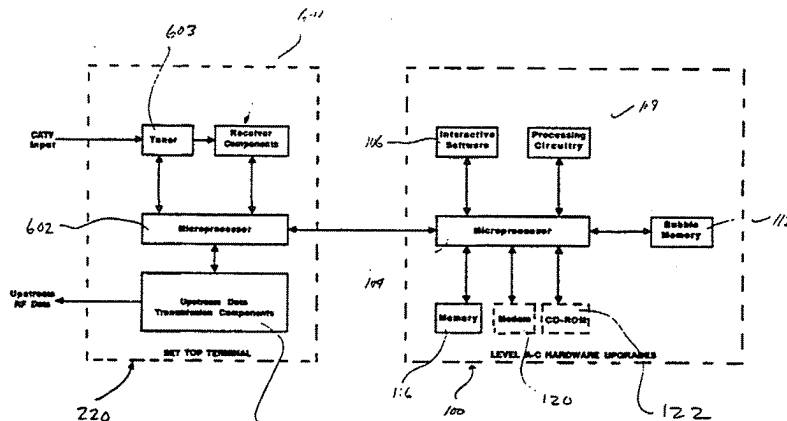 603
CATV Input
Tuner
Receiver Components
106
Interactive Software
Processing Circuitry
602
Microprocessor
Microprocessor
Bubble Memory
Upstream RF Data
Upstream Data Transmission Components
104
Memory
Modem
CD-ROM
SET TOP TERMINAL
LEVEL A-C HARDWARE UPGRADES
220
100
120
122